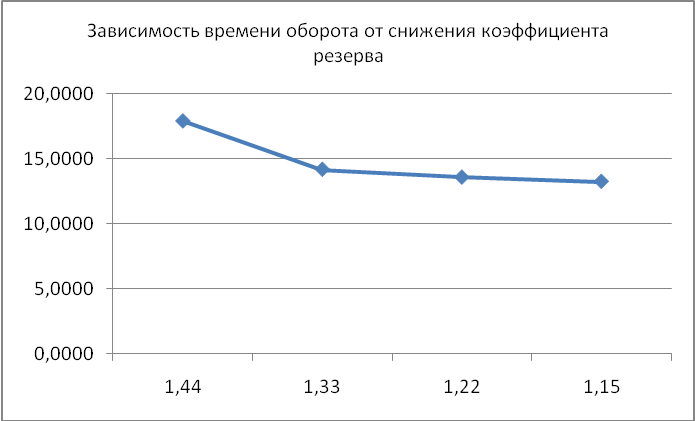 Зависимость времени оборота от снижения коэффициента
резерва
20,0000
15,0000
10,0000
5,0000
0,0000
1,44 1,33 1,22 1,15